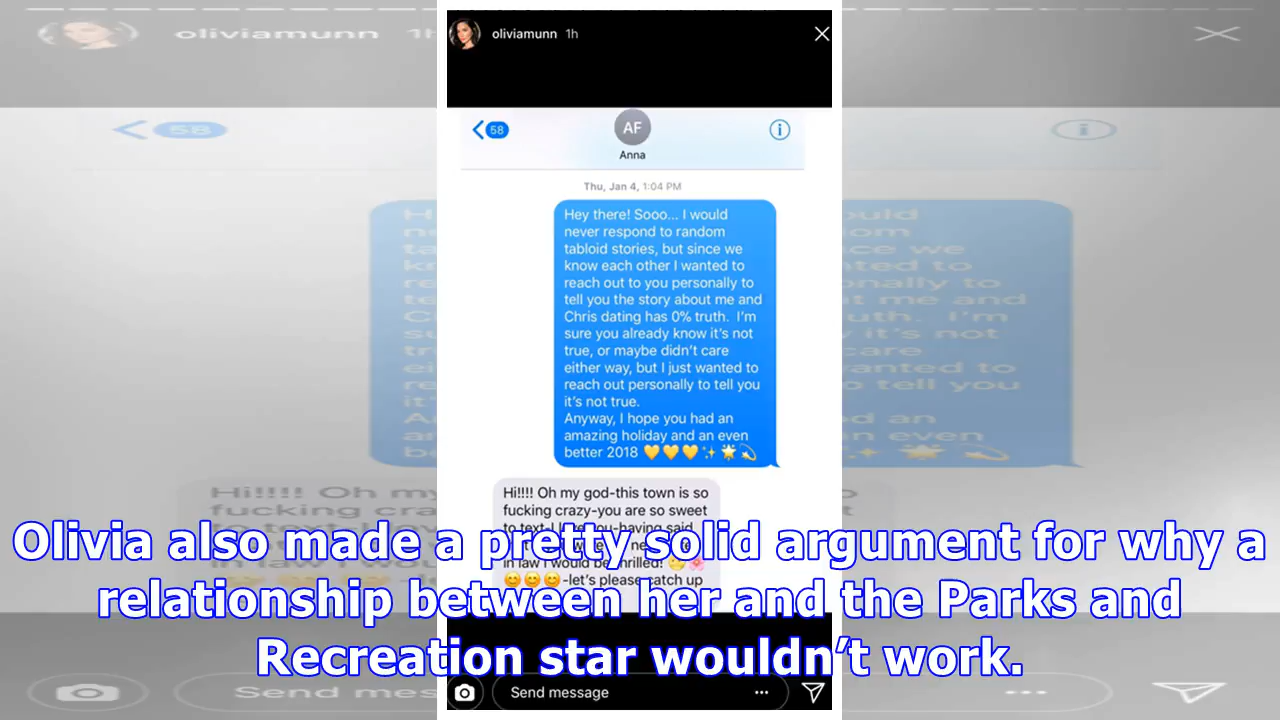 oliviamunn 1h
58
AF
Anna
Thu, Jan 4, 1:04 PM
Hey there! Sooo... I would
never respond to random
tabloid stories, but since we
know each other I wanted to
reach out to you personally to
tell you the story about me and
Chris dating has 0% truth. I'm
sure you already know it's not
true, or maybe didn't care
either way, but I just wanted to
reach out personally to tell you
it's not true.
Anyway, I hope you had an
amazing holiday and an even
better 2018 💛💛💛✨🌟💫
Hi!!!! Oh my god-this town is so
fucking crazy-you are so sweet
to text-I having said
in law I would be thrilled!
😊😊😊-let's please catch up
Olivia also made a pretty solid argument for why a
relationship between her and the Parks and
Recreation star wouldn't work.
Send message